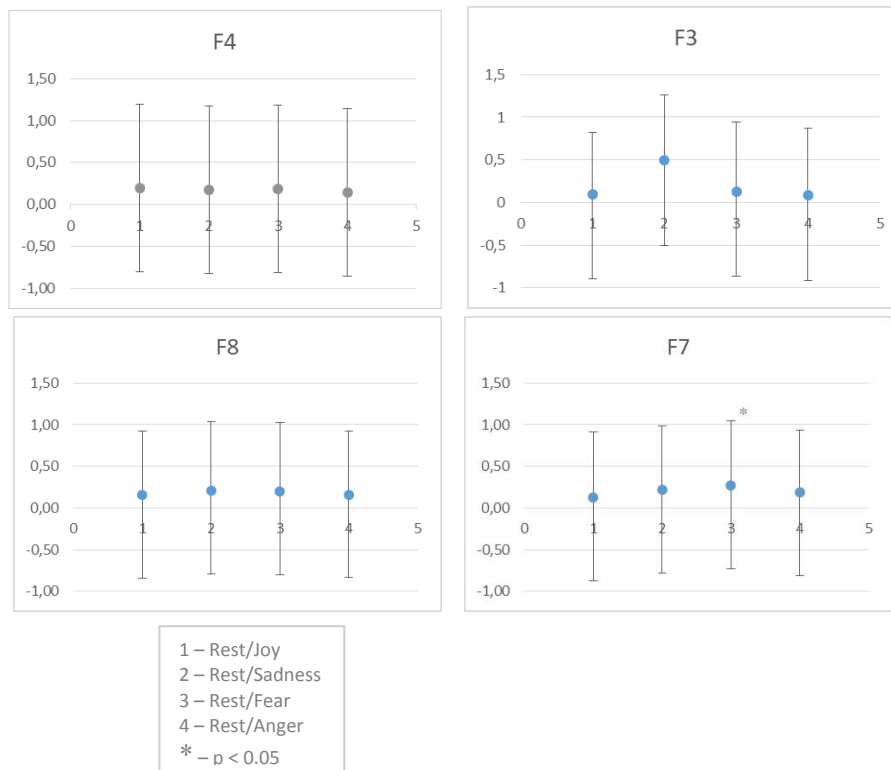 F4
1,50
1,00
0,50
0,00
0 1 2 3 4 5
-0,50
-1,00
F3
1,5
1
0,5
0
0 1 2 3 4 5
-0,5
-1
F8
1,50
1,00
0,50
0,00
0 1 2 3 4 5
-0,50
-1,00
F7
1,50
*
1,00
0,50
0,00
0 1 2 3 4 5
-0,50
-1,00
1 – Rest/Joy
2 – Rest/Sadness
3 – Rest/Fear
4 – Rest/Anger
* – p < 0.05